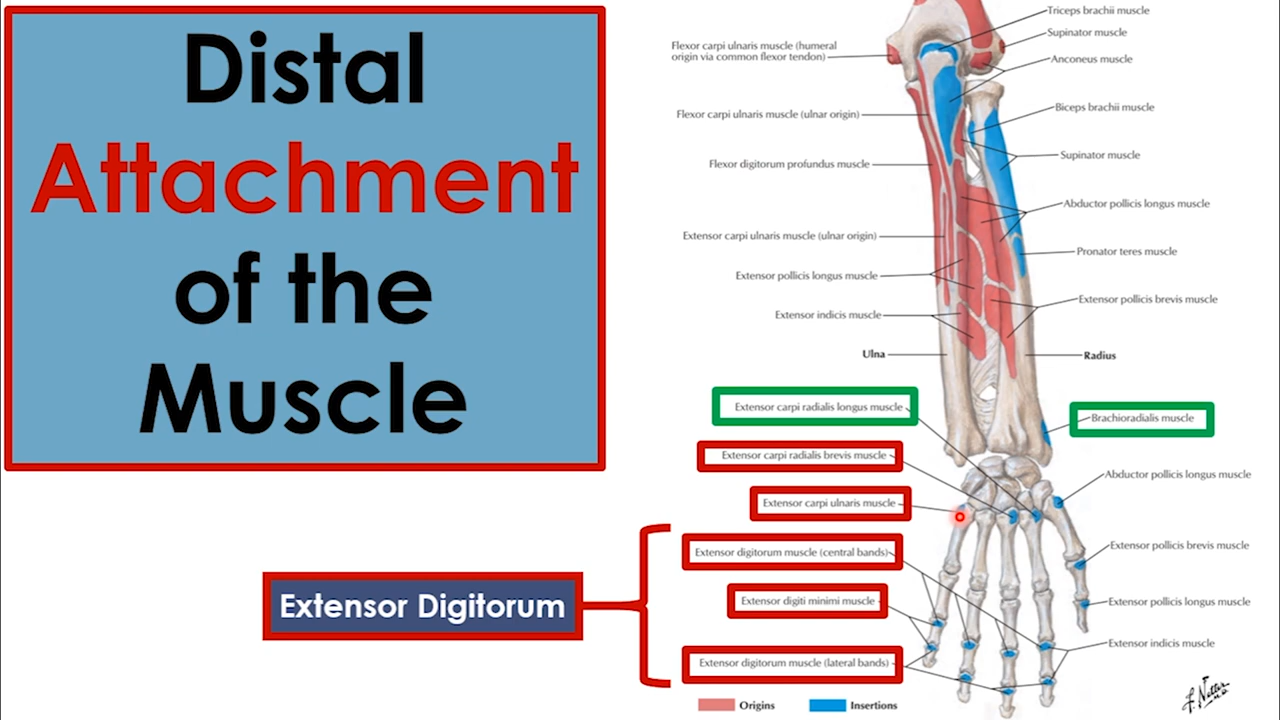 Distal
Attachment
of the
Muscle
Extensor Digitorum
Flexor carpi ulnaris muscle (humeral
origin via common flexor tendon)
Flexor carpi ulnaris muscle (ulnar origin)
Flexor digitorum profundus muscle
Extensor carpi ulnaris muscle (ulnar origin)
Extensor pollicis longus muscle
Extensor indicis muscle
Ulna
Extensor carpi radialis longus muscle
Extensor carpi radialis brevis muscle
Extensor carpi ulnaris muscle
Extensor digitorum muscle (central bands)
Extensor digiti minimi muscle
Extensor digitorum muscle (lateral bands)
Triceps brachii muscle
Supinator muscle
Anconeus muscle
Biceps brachii muscle
Supinator muscle
Abductor pollicis longus muscle
Pronator teres muscle
Extensor pollicis brevis muscle
Radius
Brachioradialis muscle
Abductor pollicis longus muscle
Extensor pollicis brevis muscle
Extensor pollicis longus muscle
Extensor indicis muscle
Origins
Insertions